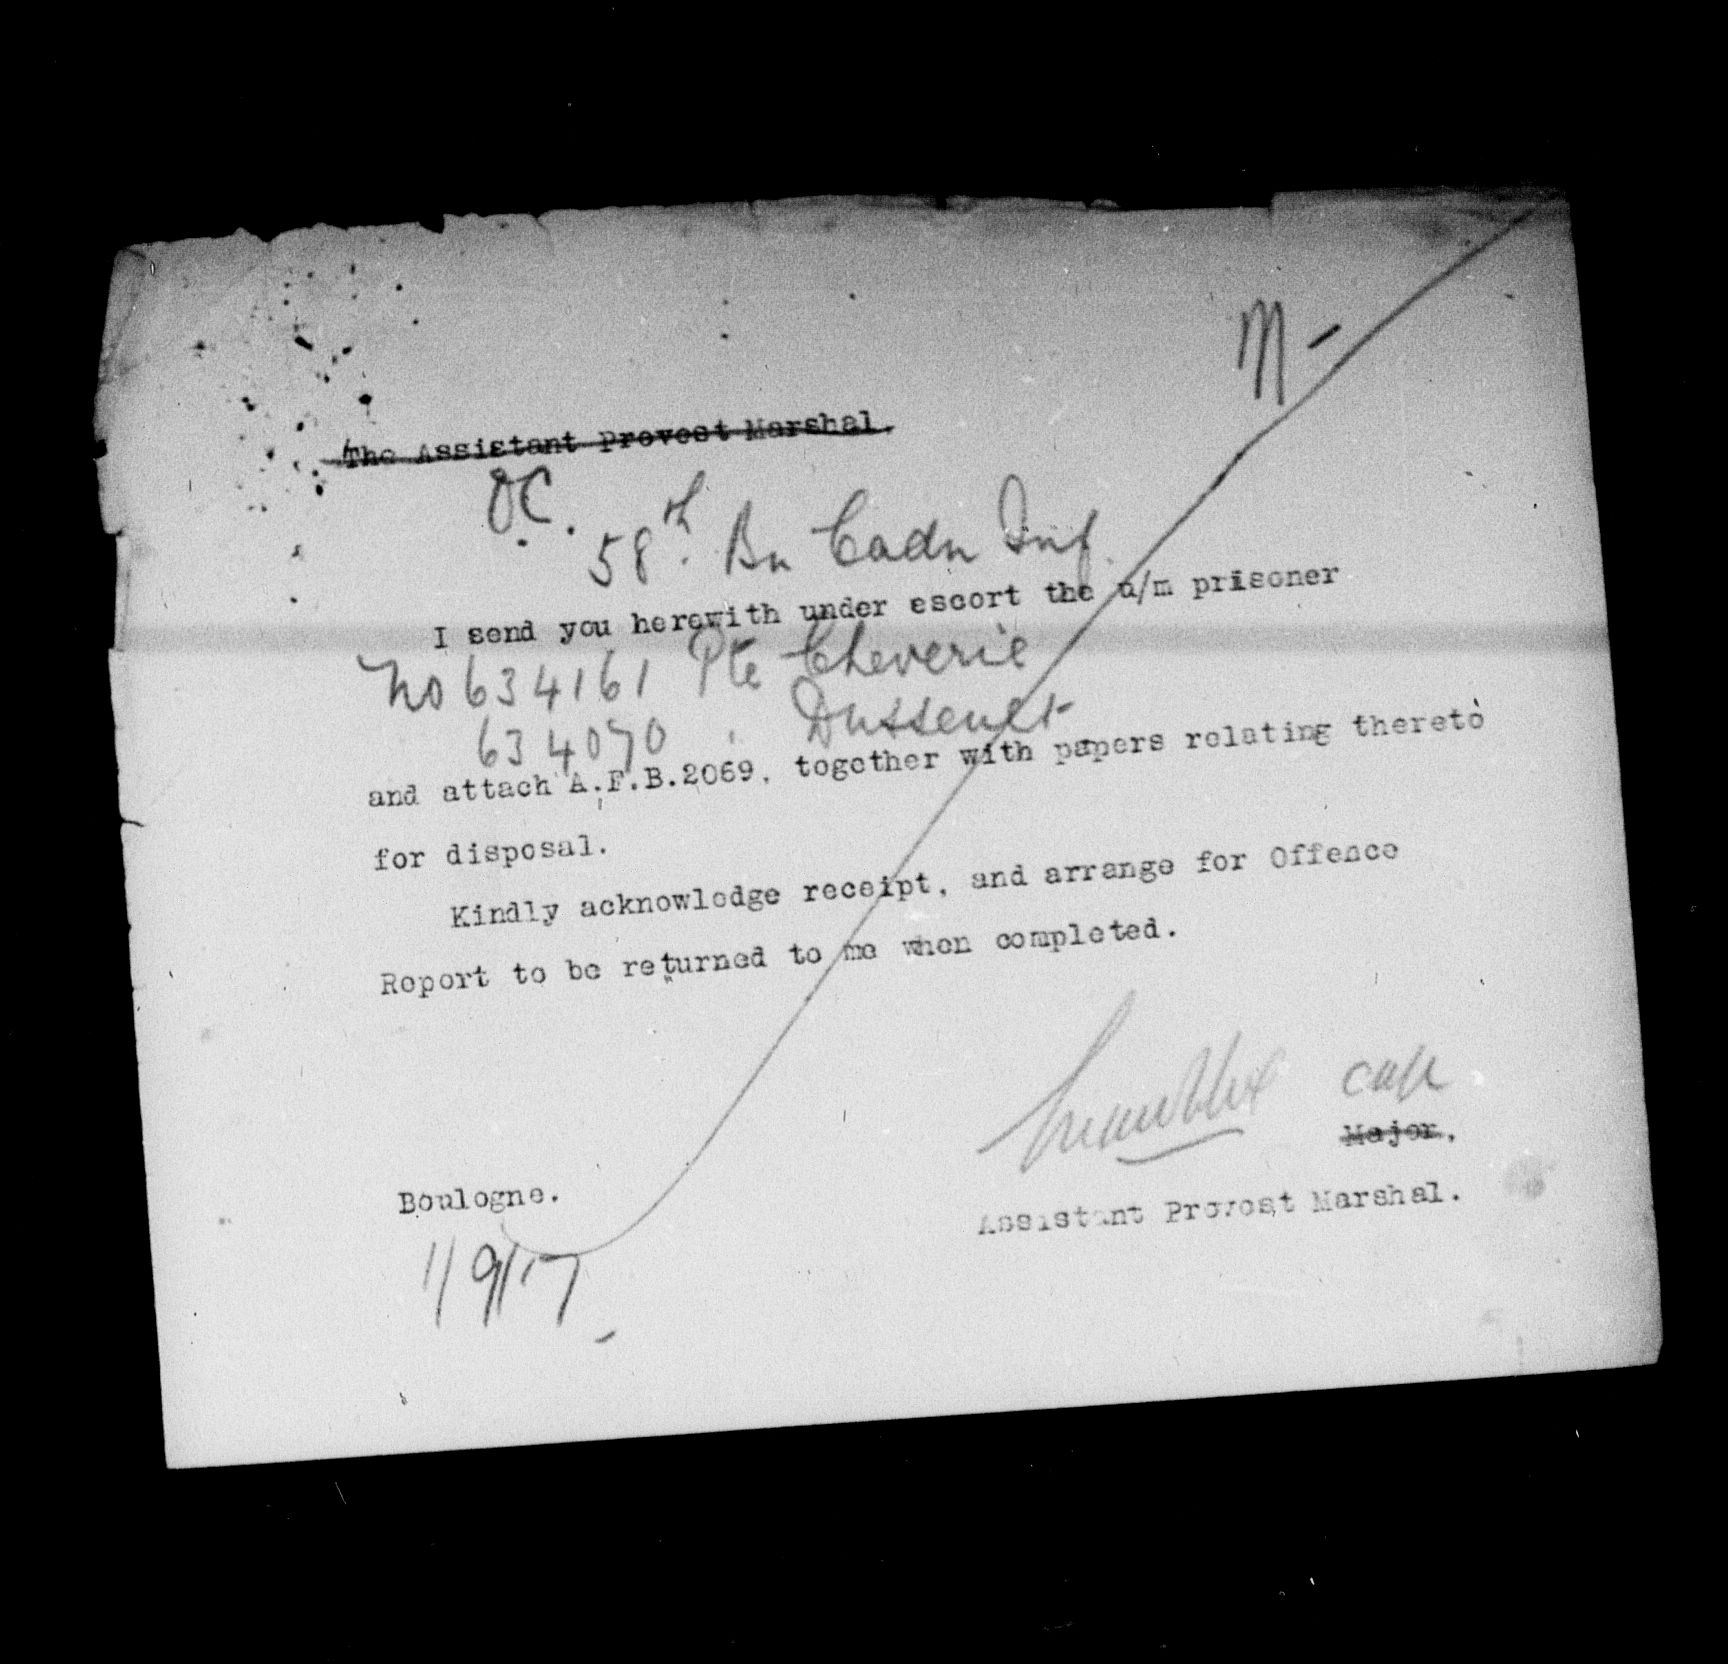 M -
The Assistant Provost Marshal.
OC.
58th Bn Cadn Inf.
I send you herewith under escort the u/m prisoner
No 634161 Pte Cheverie
634070 " Dusseult
and attach A.F.B.2069, together with papers relating thereto
for disposal.
Kindly acknowledge receipt, and arrange for Offence
Report to be returned to me when completed.
Capt
Major.
Boulogne.
Assistant Provost Marshal.
1/9/17